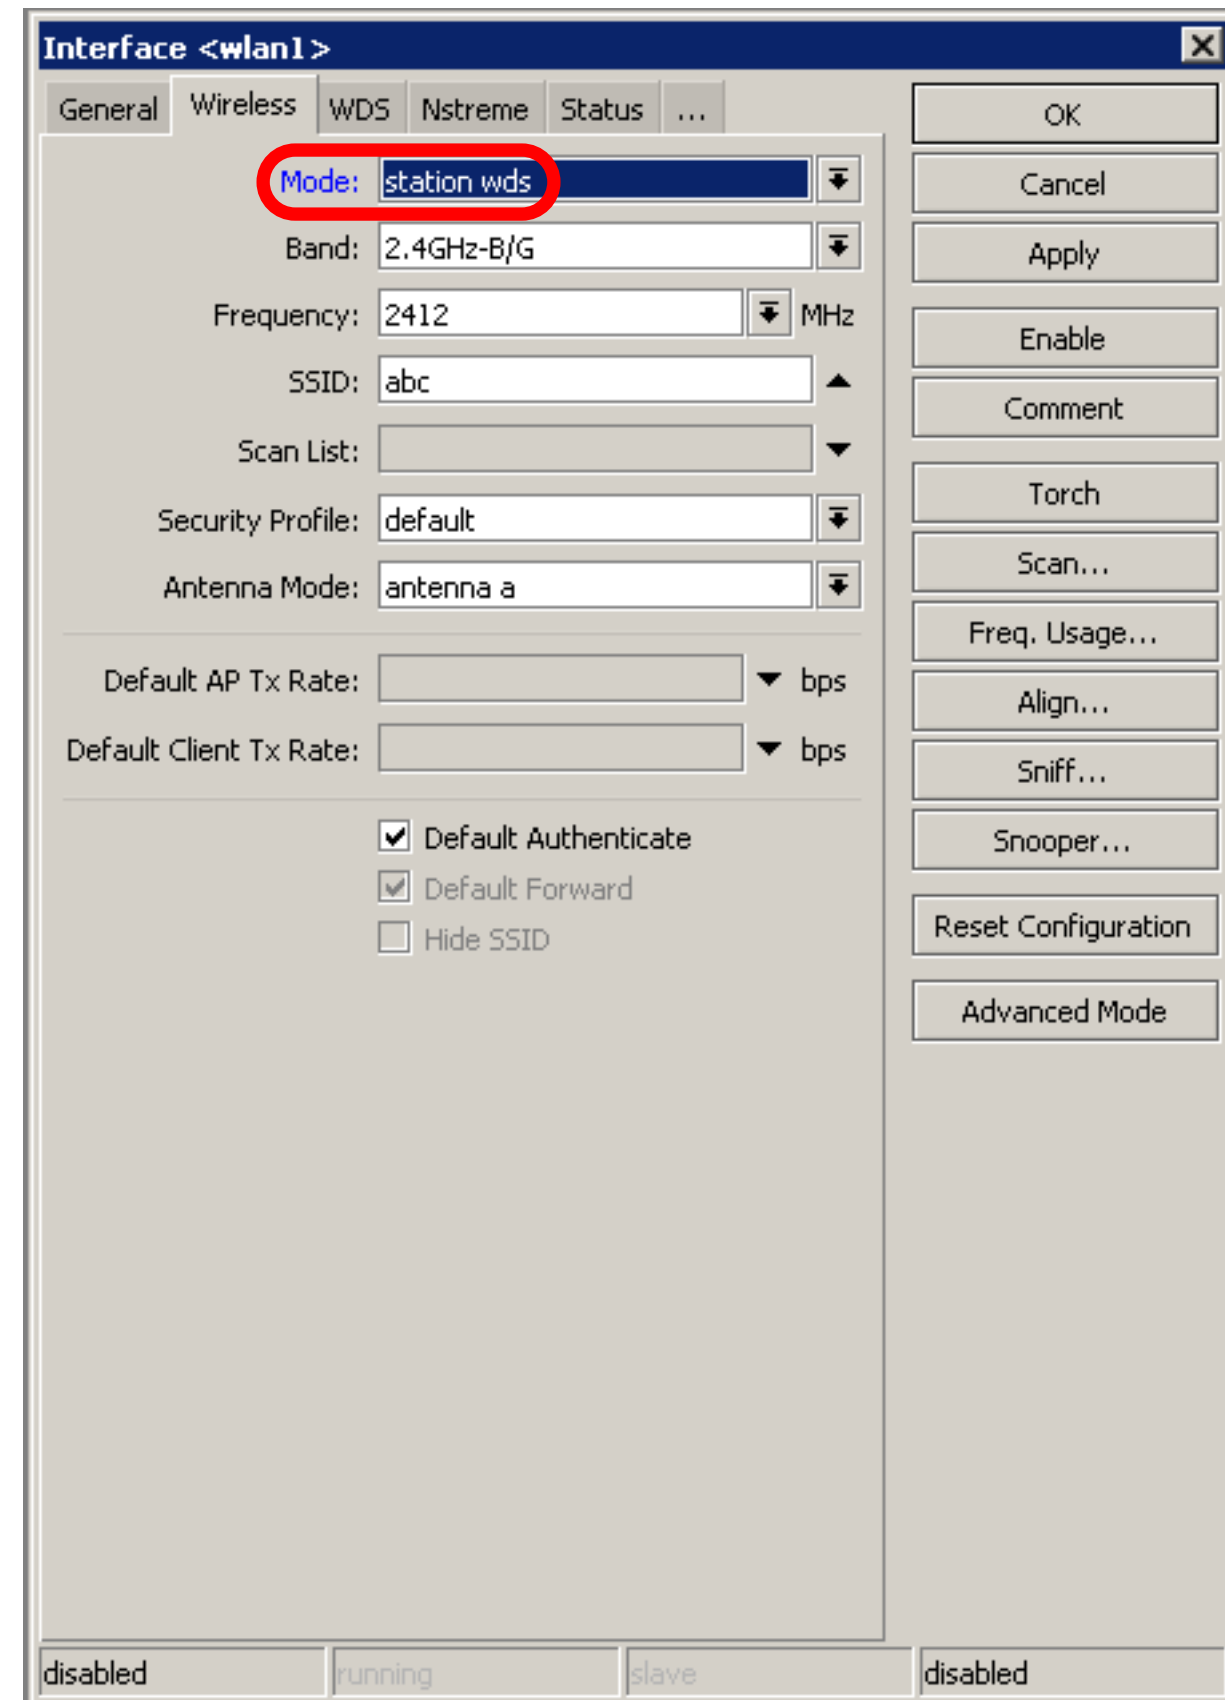 Interface <wlan1>
General Wireless WDS Nstreme Status ...
Mode: station wds
Band: 2.4GHz-B/G
Frequency: 2412 MHz
SSID: abc
Scan List:
Security Profile: default
Antenna Mode: antenna a
Default AP Tx Rate: bps
Default Client Tx Rate: bps
Default Authenticate
Default Forward
Hide SSID
OK
Cancel
Apply
Enable
Comment
Torch
Scan...
Freq. Usage...
Align...
Sniff...
Snooper...
Reset Configuration
Advanced Mode
disabled running slave disabled